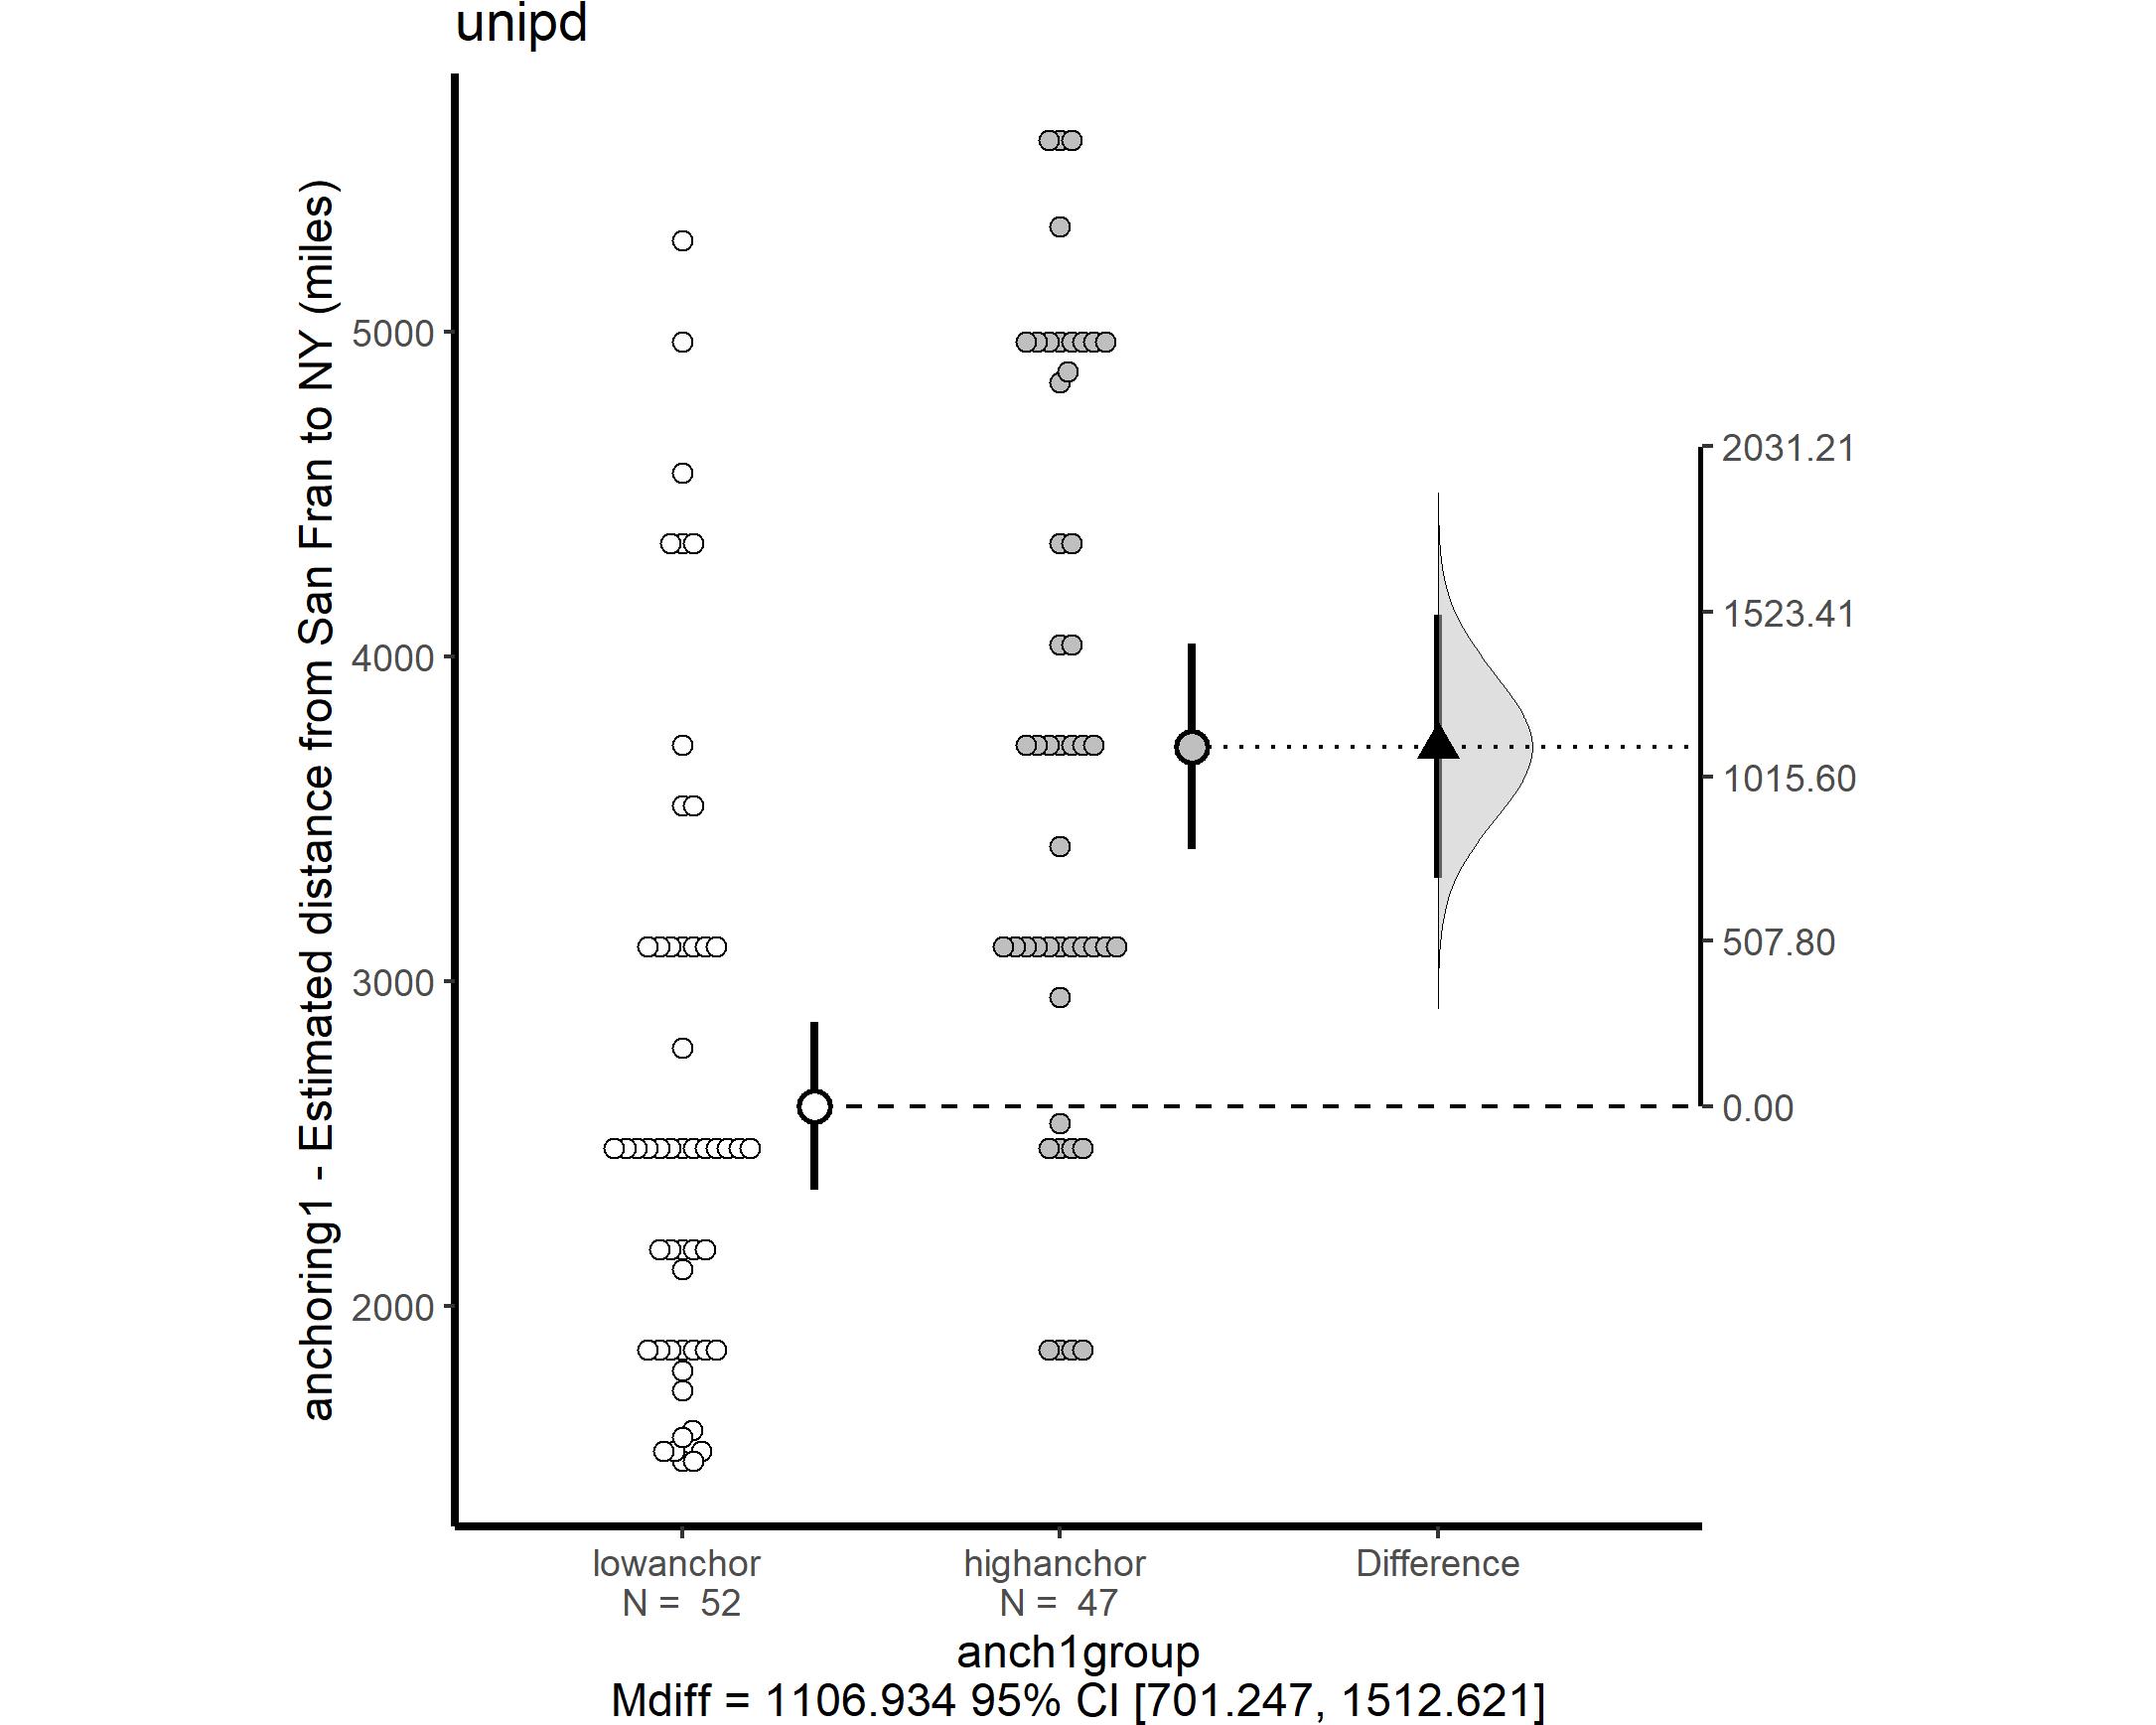 unipd
anchoring1 - Estimated distance from San Fran to NY (miles)
5000
4000
3000
2000
2031.21
1523.41
1015.60
507.80
0.00
lowanchor
N =  52
highanchor
N =  47
Difference
anch1group
Mdiff = 1106.934 95% CI [701.247, 1512.621]